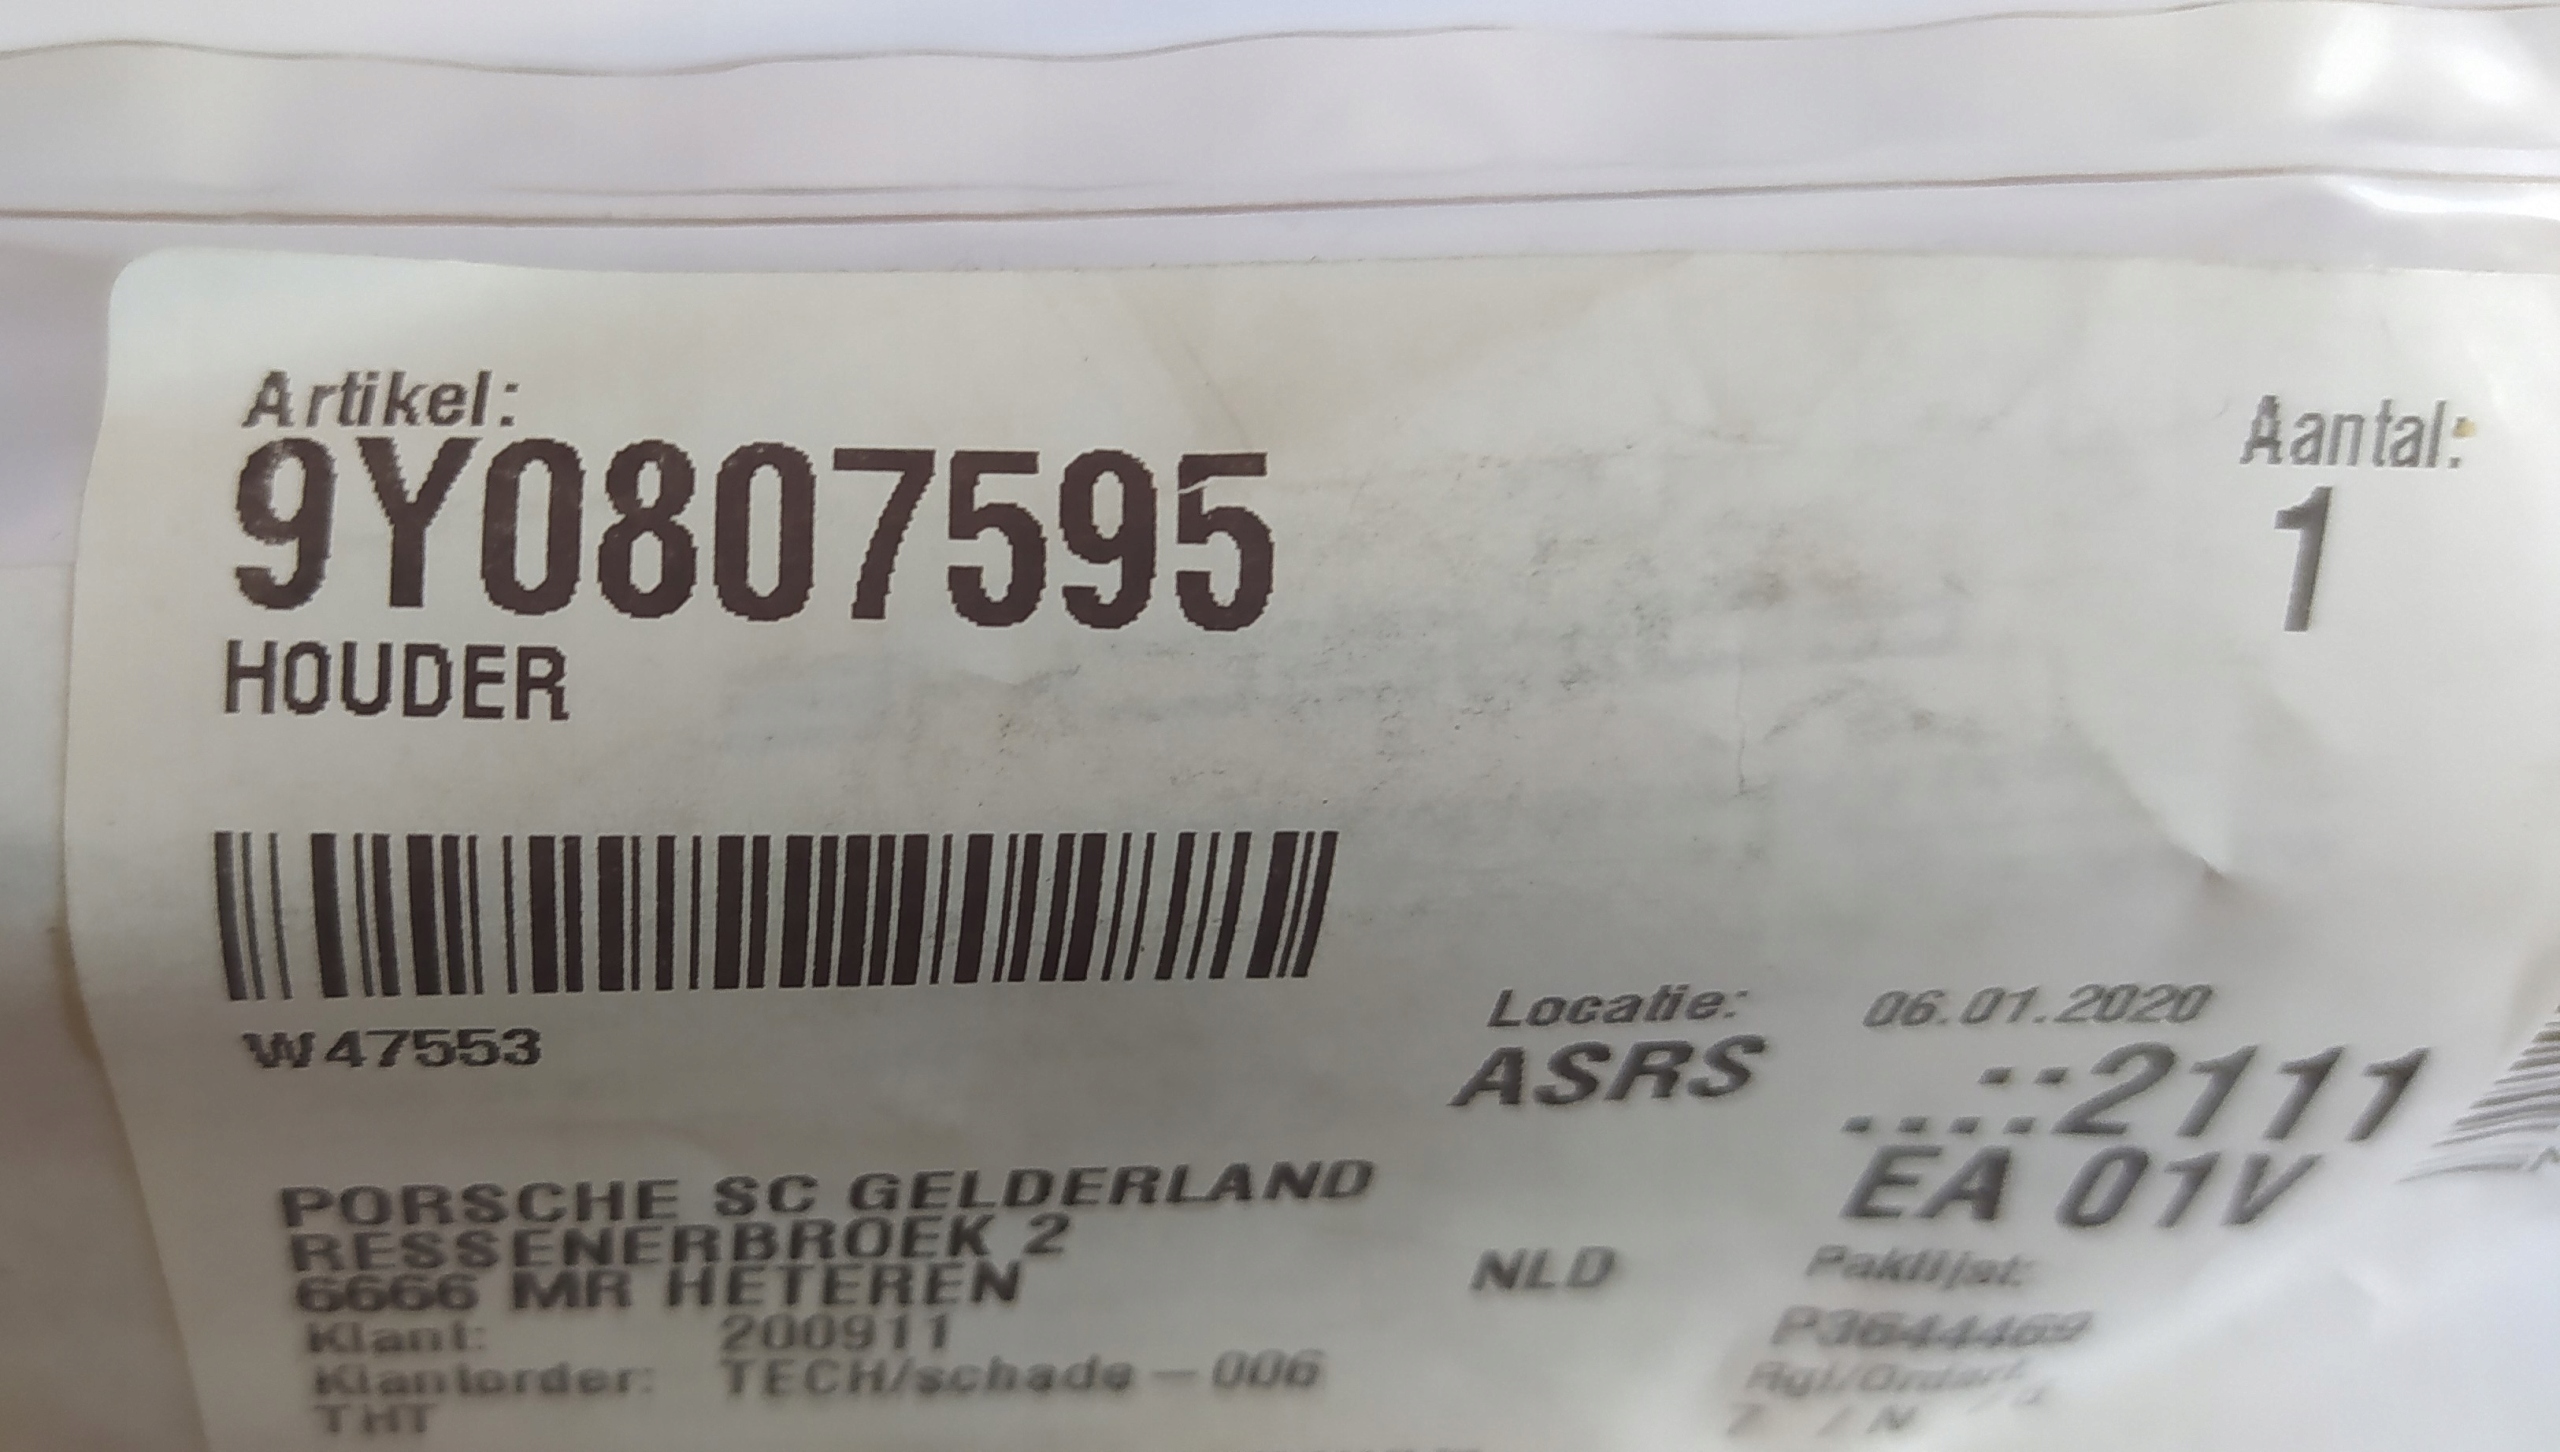 Artikel:
9Y0807595
HOUDER
Aantal:
1
W47553
Locatie:
ASRS
06.01.2020
....::2111
EA 01V
PORSCHE SC GELDERLAND
RESSENERBROEK 2
6666 MR HETEREN
NLD
Klant: 200911
Klantorder: TECH/schade-006
THT
Paklijst:
P3644469